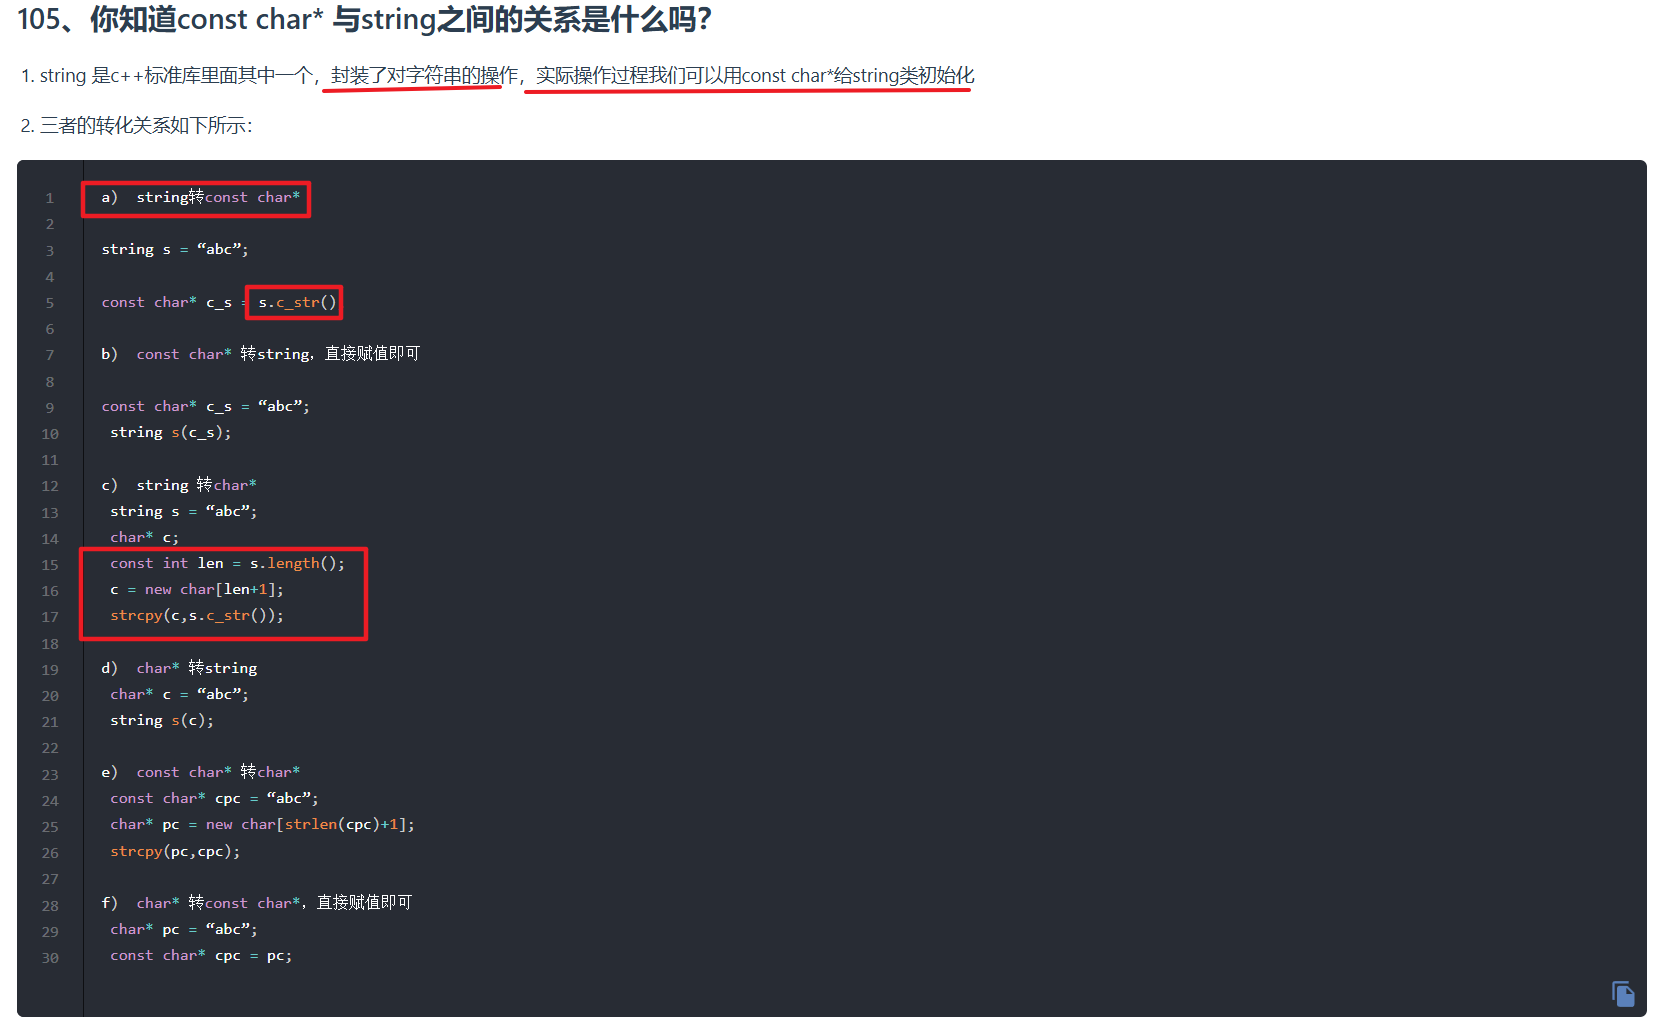 105、你知道const char* 与string之间的关系是什么吗？
1. string 是c++标准库里面其中一个，封装了对字符串的操作，实际操作过程我们可以用const char*给string类初始化
2. 三者的转化关系如下所示：
1 a) string转const char*
2
3 string s = “abc”;
4
5 const char* c_s = s.c_str()
6
7 b) const char* 转string，直接赋值即可
8
9 const char* c_s = “abc”;
10 string s(c_s);
11
12 c) string 转char*
13 string s = “abc”;
14 char* c;
15 const int len = s.length();
16 c = new char[len+1];
17 strcpy(c,s.c_str());
18
19 d) char* 转string
20 char* c = “abc”;
21 string s(c);
22
23 e) const char* 转char*
24 const char* cpc = “abc”;
25 char* pc = new char[strlen(cpc)+1];
26 strcpy(pc,cpc);
27
28 f) char* 转const char*，直接赋值即可
29 char* pc = “abc”;
30 const char* cpc = pc;